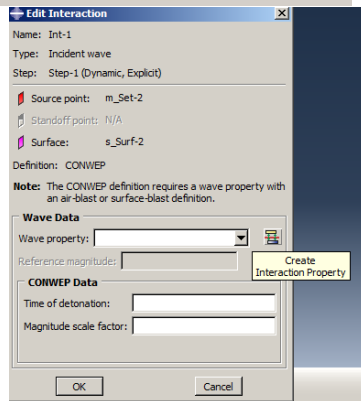 Edit Interaction
Name: Int-1
Type: Incident wave
Step: Step-1 (Dynamic, Explicit)
Source point: m_Set-2
Standoff point: N/A
Surface: s_Surf-2
Definition: CONWEP
Note: The CONWEP definition requires a wave property with
an air-blast or surface-blast definition.
Wave Data
Wave property:
Create
Interaction Property
Reference magnitude:
CONWEP Data
Time of detonation:
Magnitude scale factor:
OK Cancel